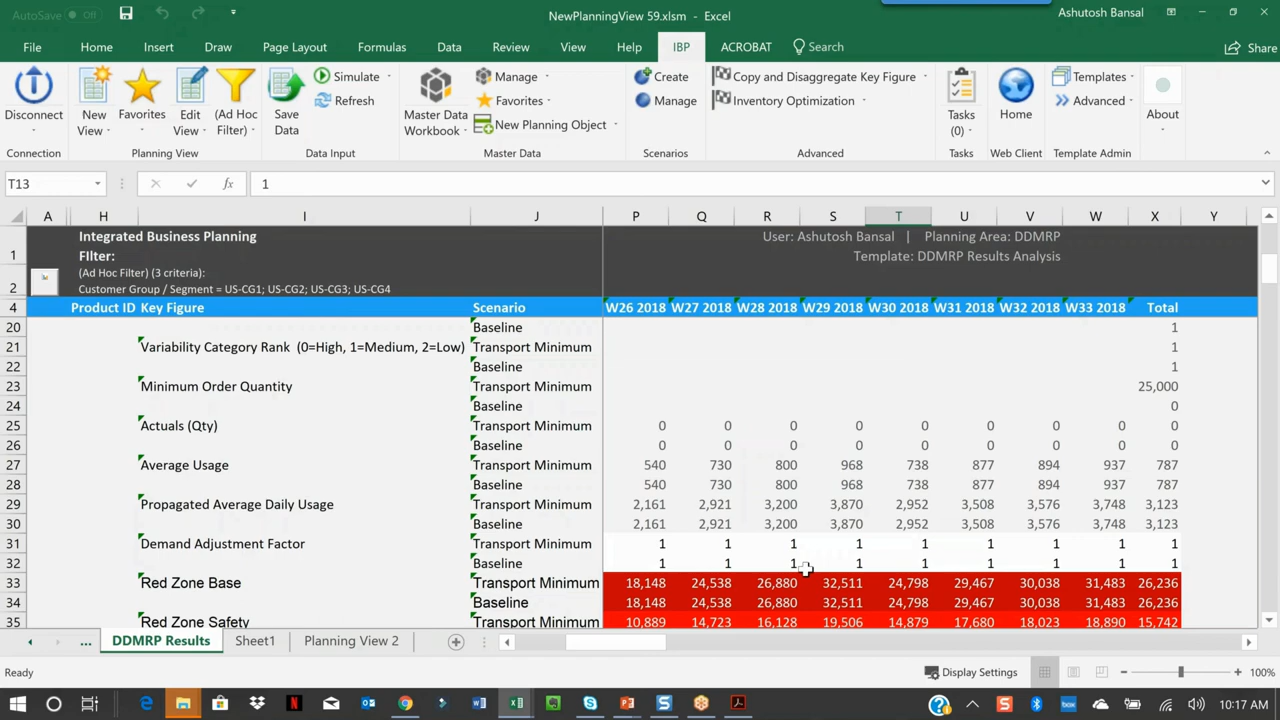 AutoSave Off
NewPlanningView 59.xlsm - Excel
Ashutosh Bansal
File Home Insert Draw Page Layout Formulas Data Review View Help IBP ACROBAT Search Share
Disconnect
New View
Favorites
Edit View
(Ad Hoc Filter)
Save Data
Simulate
Refresh
Master Data Workbook
Manage
Favorites
New Planning Object
Create
Manage
Copy and Disaggregate Key Figure
Inventory Optimization
Tasks (0)
Home
Templates
Advanced
About
Connection Planning View Data Input Master Data Scenarios Advanced Tasks Web Client Template Admin
T13 fx 1
A H I J P Q R S T U V W X Y
1 Integrated Business Planning User: Ashutosh Bansal | Planning Area: DDMRP
FIlter: Template: DDMRP Results Analysis
(Ad Hoc Filter) (3 criteria):
2 Customer Group / Segment = US-CG1; US-CG2; US-CG3; US-CG4
4 Product ID Key Figure Scenario W26 2018 W27 2018 W28 2018 W29 2018 W30 2018 W31 2018 W32 2018 W33 2018 Total
20 Baseline 1
21 Variability Category Rank (0=High, 1=Medium, 2=Low) Transport Minimum 1
22 Baseline 1
23 Minimum Order Quantity Transport Minimum 25,000
24 Baseline 0
25 Actuals (Qty) Transport Minimum 0 0 0 0 0 0 0 0 0
26 Baseline 0 0 0 0 0 0 0 0 0
27 Average Usage Transport Minimum 540 730 800 968 738 877 894 937 787
28 Baseline 540 730 800 968 738 877 894 937 787
29 Propagated Average Daily Usage Transport Minimum 2,161 2,921 3,200 3,870 2,952 3,508 3,576 3,748 3,123
30 Baseline 2,161 2,921 3,200 3,870 2,952 3,508 3,576 3,748 3,123
31 Demand Adjustment Factor Transport Minimum 1 1 1 1 1 1 1 1 1
32 Baseline 1 1 1 1 1 1 1 1 1
33 Red Zone Base Transport Minimum 18,148 24,538 26,880 32,511 24,798 29,467 30,038 31,483 26,236
34 Baseline 18,148 24,538 26,880 32,511 24,798 29,467 30,038 31,483 26,236
35 Red Zone Safety Transport Minimum 10,889 14,723 16,128 19,506 14,879 17,680 18,023 18,890 15,742
... DDMRP Results Sheet1 Planning View 2
Ready Display Settings 100%
10:17 AM